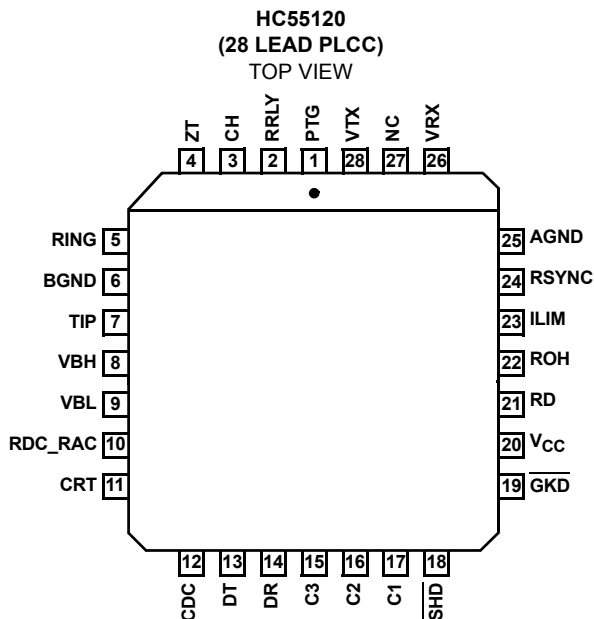 HC55120
(28 LEAD PLCC)
TOP VIEW
ZT
CH
RRLY
PTG
VTX
NC
VRX
4
3
2
1
28
27
26
RING 5
BGND 6
TIP 7
VBH 8
VBL 9
RDC_RAC 10
CRT 11
25 AGND
24 RSYNC
23 ILIM
22 ROH
21 RD
20 VCC
19 GKD
12
13
14
15
16
17
18
CDC
DT
DR
C3
C2
C1
SHD